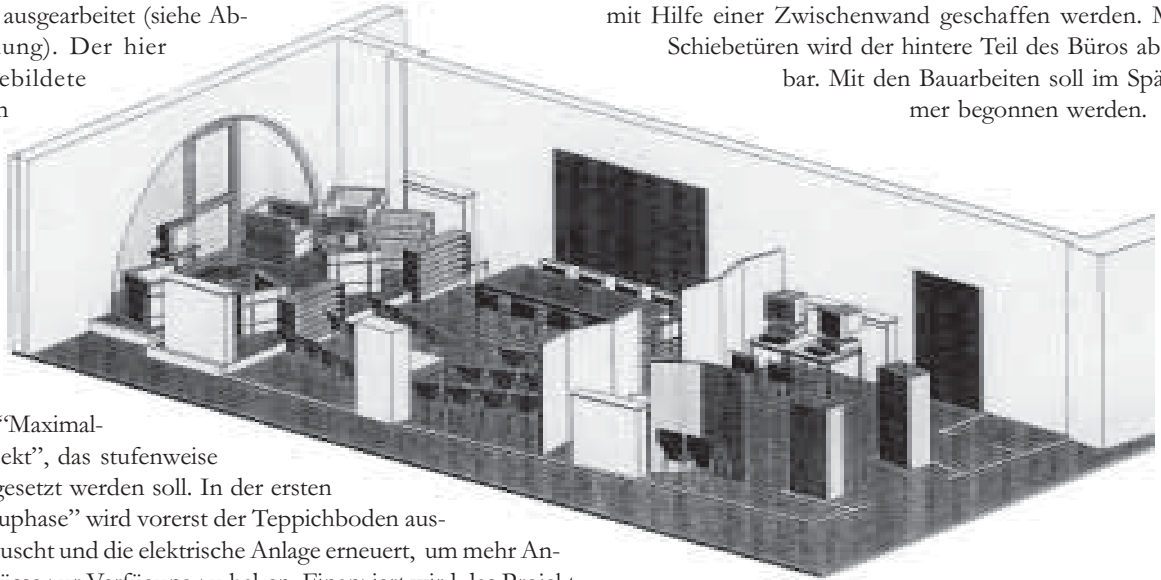 ausgearbeitet (siehe Ab-
ung). Der hier
ebildete
"Maximal-
ekt", das stufenweise
gesetzt werden soll. In der ersten
uphase" wird vorerst der Teppichboden aus-
uscht und die elektrische Anlage erneuert, um mehr An-
mit Hilfe einer Zwischenwand geschaffen werden. M
Schiebetüren wird der hintere Teil des Büros ab
bar. Mit den Bauarbeiten soll im Spä
mer begonnen werden.